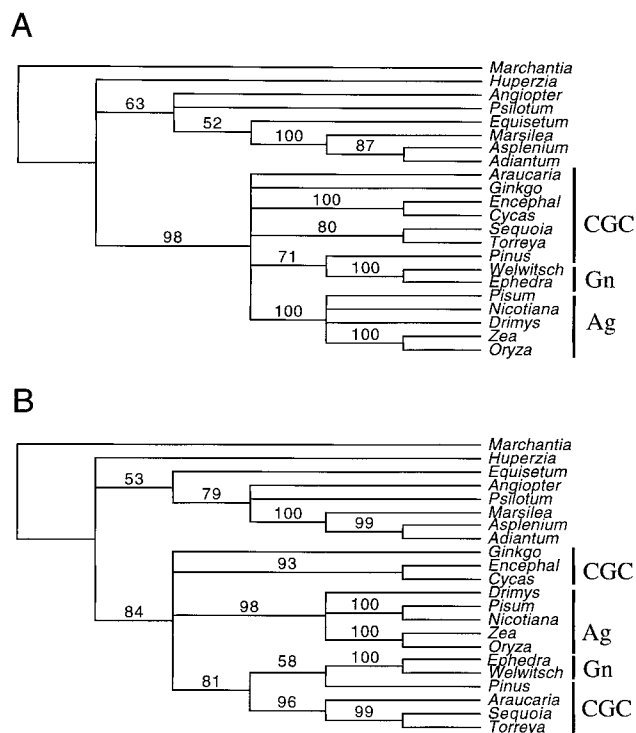 A
Marchantia
Huperzia
63
Angiopter
Psilotum
52
Equisetum
100
Marsilea
87
Asplenium
Adiantum
Araucaria
Ginkgo
100
Encephal
Cycas
CGC
80
Sequoia
98
Torreya
71
Pinus
100
Welwitsch
Gn
Ephedra
Pisum
100
Nicotiana
Ag
Drimys
100
Zea
Oryza
B
Marchantia
Huperzia
53
Equisetum
79
Angiopter
Psilotum
100
Marsilea
99
Asplenium
Adiantum
Ginkgo
93
Encephal
CGC
Cycas
Drimys
84
98
100
Pisum
Nicotiana
Ag
100
Zea
Oryza
58
100
Ephedra
Gn
81
Welwitsch
Pinus
96
Araucaria
CGC
99
Sequoia
Torreya